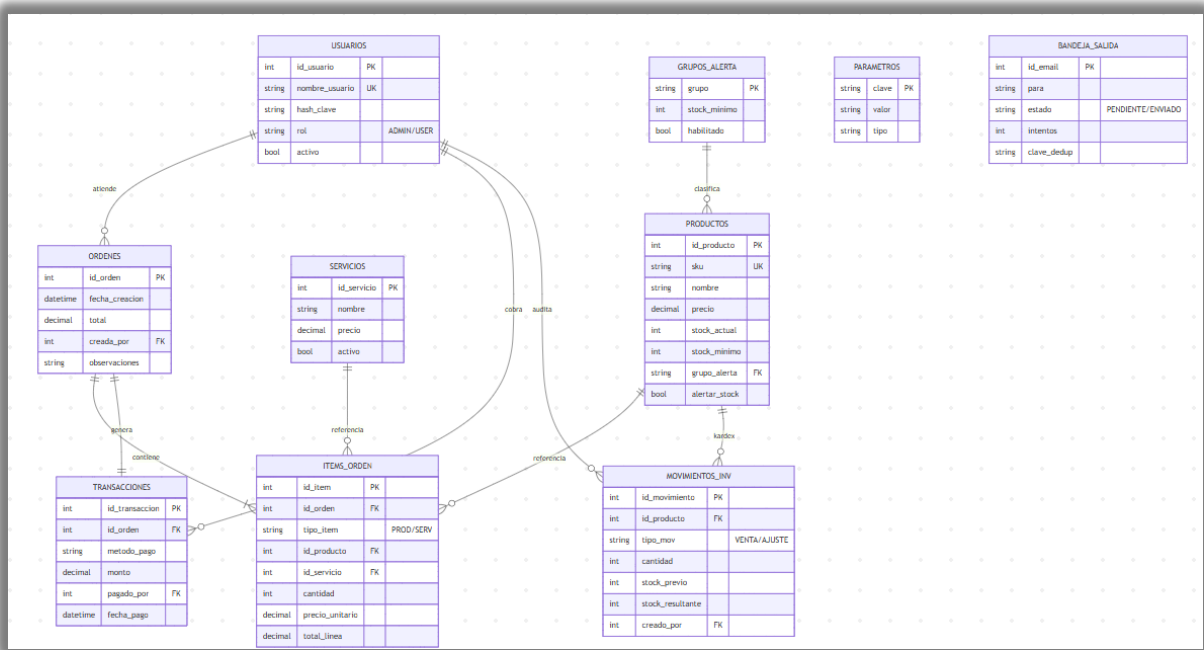 USUARIOS
int id_usuario PK
string nombre_usuario UK
string hash_clave
string rol ADMIN/USER
bool activo
GRUPOS_ALERTA
string grupo PK
int stock_minimo
bool habilitado
PARAMETROS
string clave PK
string valor
string tipo
BANDEJA_SALIDA
int id_email PK
string para
string estado PENDIENTE/ENVIADO
int intentos
string clave_dedup
atiende
clasifica
ORDENES
int id_orden PK
datetime fecha_creacion
decimal total
int creada_por FK
string observaciones
SERVICIOS
int id_servicio PK
string nombre
decimal precio
bool activo
cobra
audita
PRODUCTOS
int id_producto PK
string sku UK
string nombre
decimal precio
int stock_actual
int stock_minimo
string grupo_alerta FK
bool alertar_stock
genera
contiene
referencia
referencia
kardex
TRANSACCIONES
int id_transaccion PK
int id_orden FK
string metodo_pago
decimal monto
int pagado_por FK
datetime fecha_pago
ITEMS_ORDEN
int id_item PK
int id_orden FK
string tipo_item PROD/SERV
int id_producto FK
int id_servicio FK
int cantidad
decimal precio_unitario
decimal total_linea
MOVIMIENTOS_INV
int id_movimiento PK
int id_producto FK
string tipo_mov VENTA/AJUSTE
int cantidad
int stock_previo
int stock_resultante
int creado_por FK